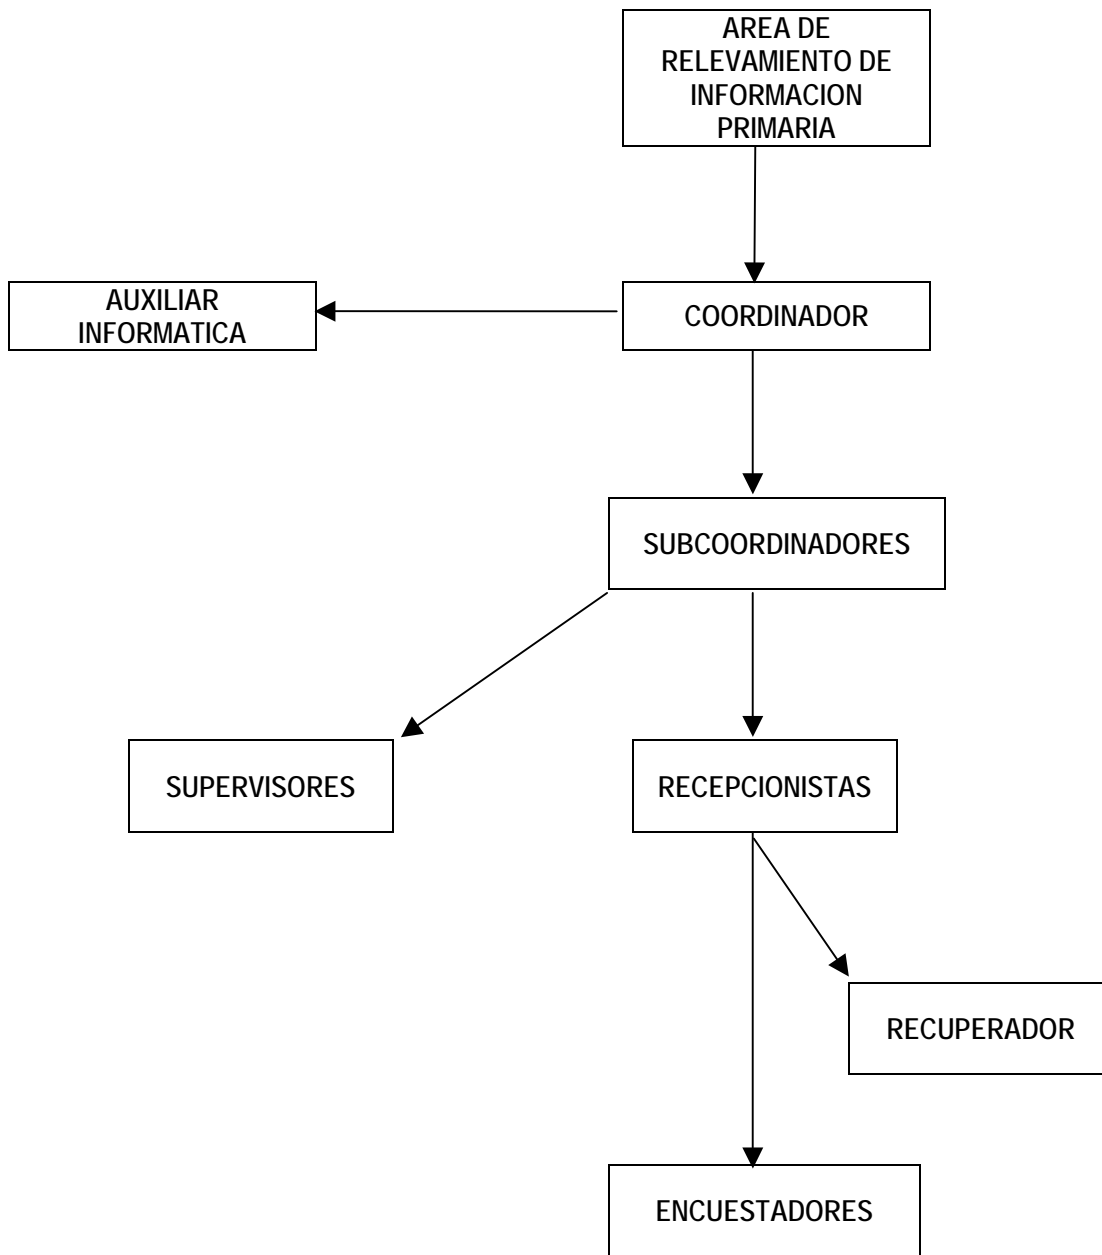 AREA DE
RELEVAMIENTO DE
INFORMACION
PRIMARIA
AUXILIAR
INFORMATICA
COORDINADOR
SUBCOORDINADORES
SUPERVISORES
RECEPCIONISTAS
RECUPERADOR
ENCUESTADORES